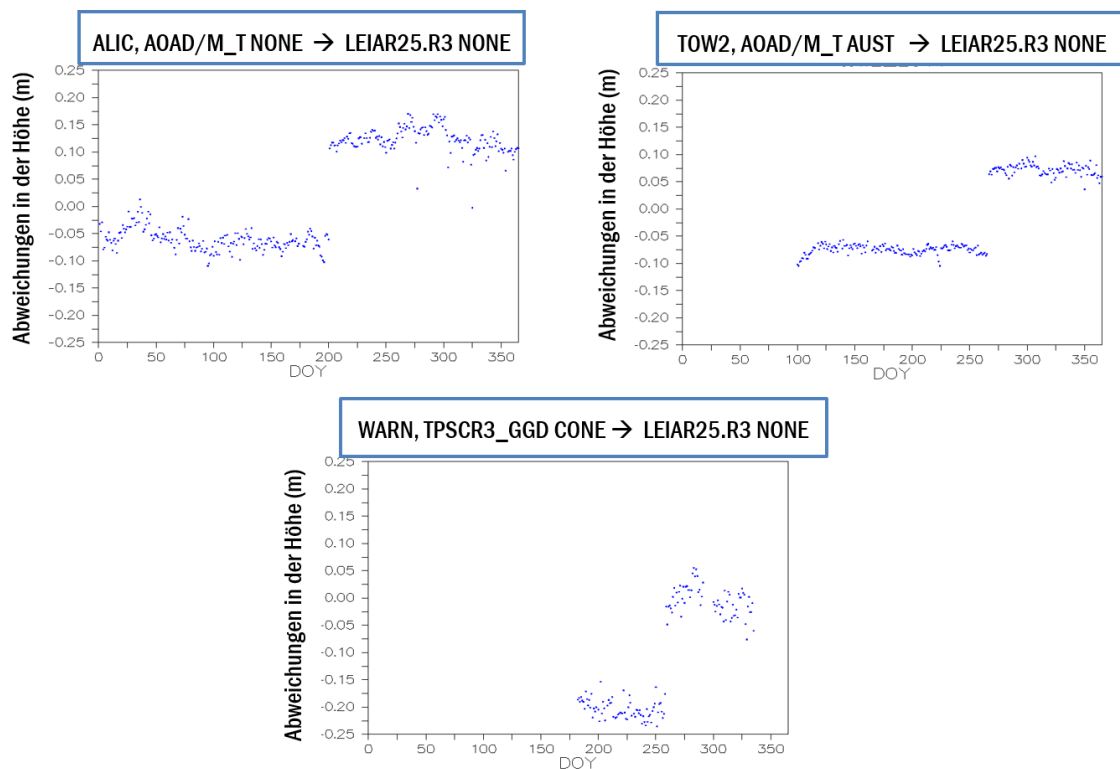 ALIC, AOAD/M_T NONE → LEIAR25.R3 NONE
Abweichungen in der Höhe (m)
0.25
0.20
0.15
0.10
0.05
0.00
-0.05
-0.10
-0.15
-0.20
-0.25
0 50 100 150 200 250 300 350
DOY
TOW2, AOAD/M_T AUST → LEIAR25.R3 NONE
Abweichungen in der Höhe (m)
0.25
0.20
0.15
0.10
0.05
0.00
-0.05
-0.10
-0.15
-0.20
-0.25
0 50 100 150 200 250 300 350
DOY
WARN, TPSCR3_GGD CONE → LEIAR25.R3 NONE
Abweichungen in der Höhe (m)
0.25
0.20
0.15
0.10
0.05
0.00
-0.05
-0.10
-0.15
-0.20
-0.25
0 50 100 150 200 250 300 350
DOY